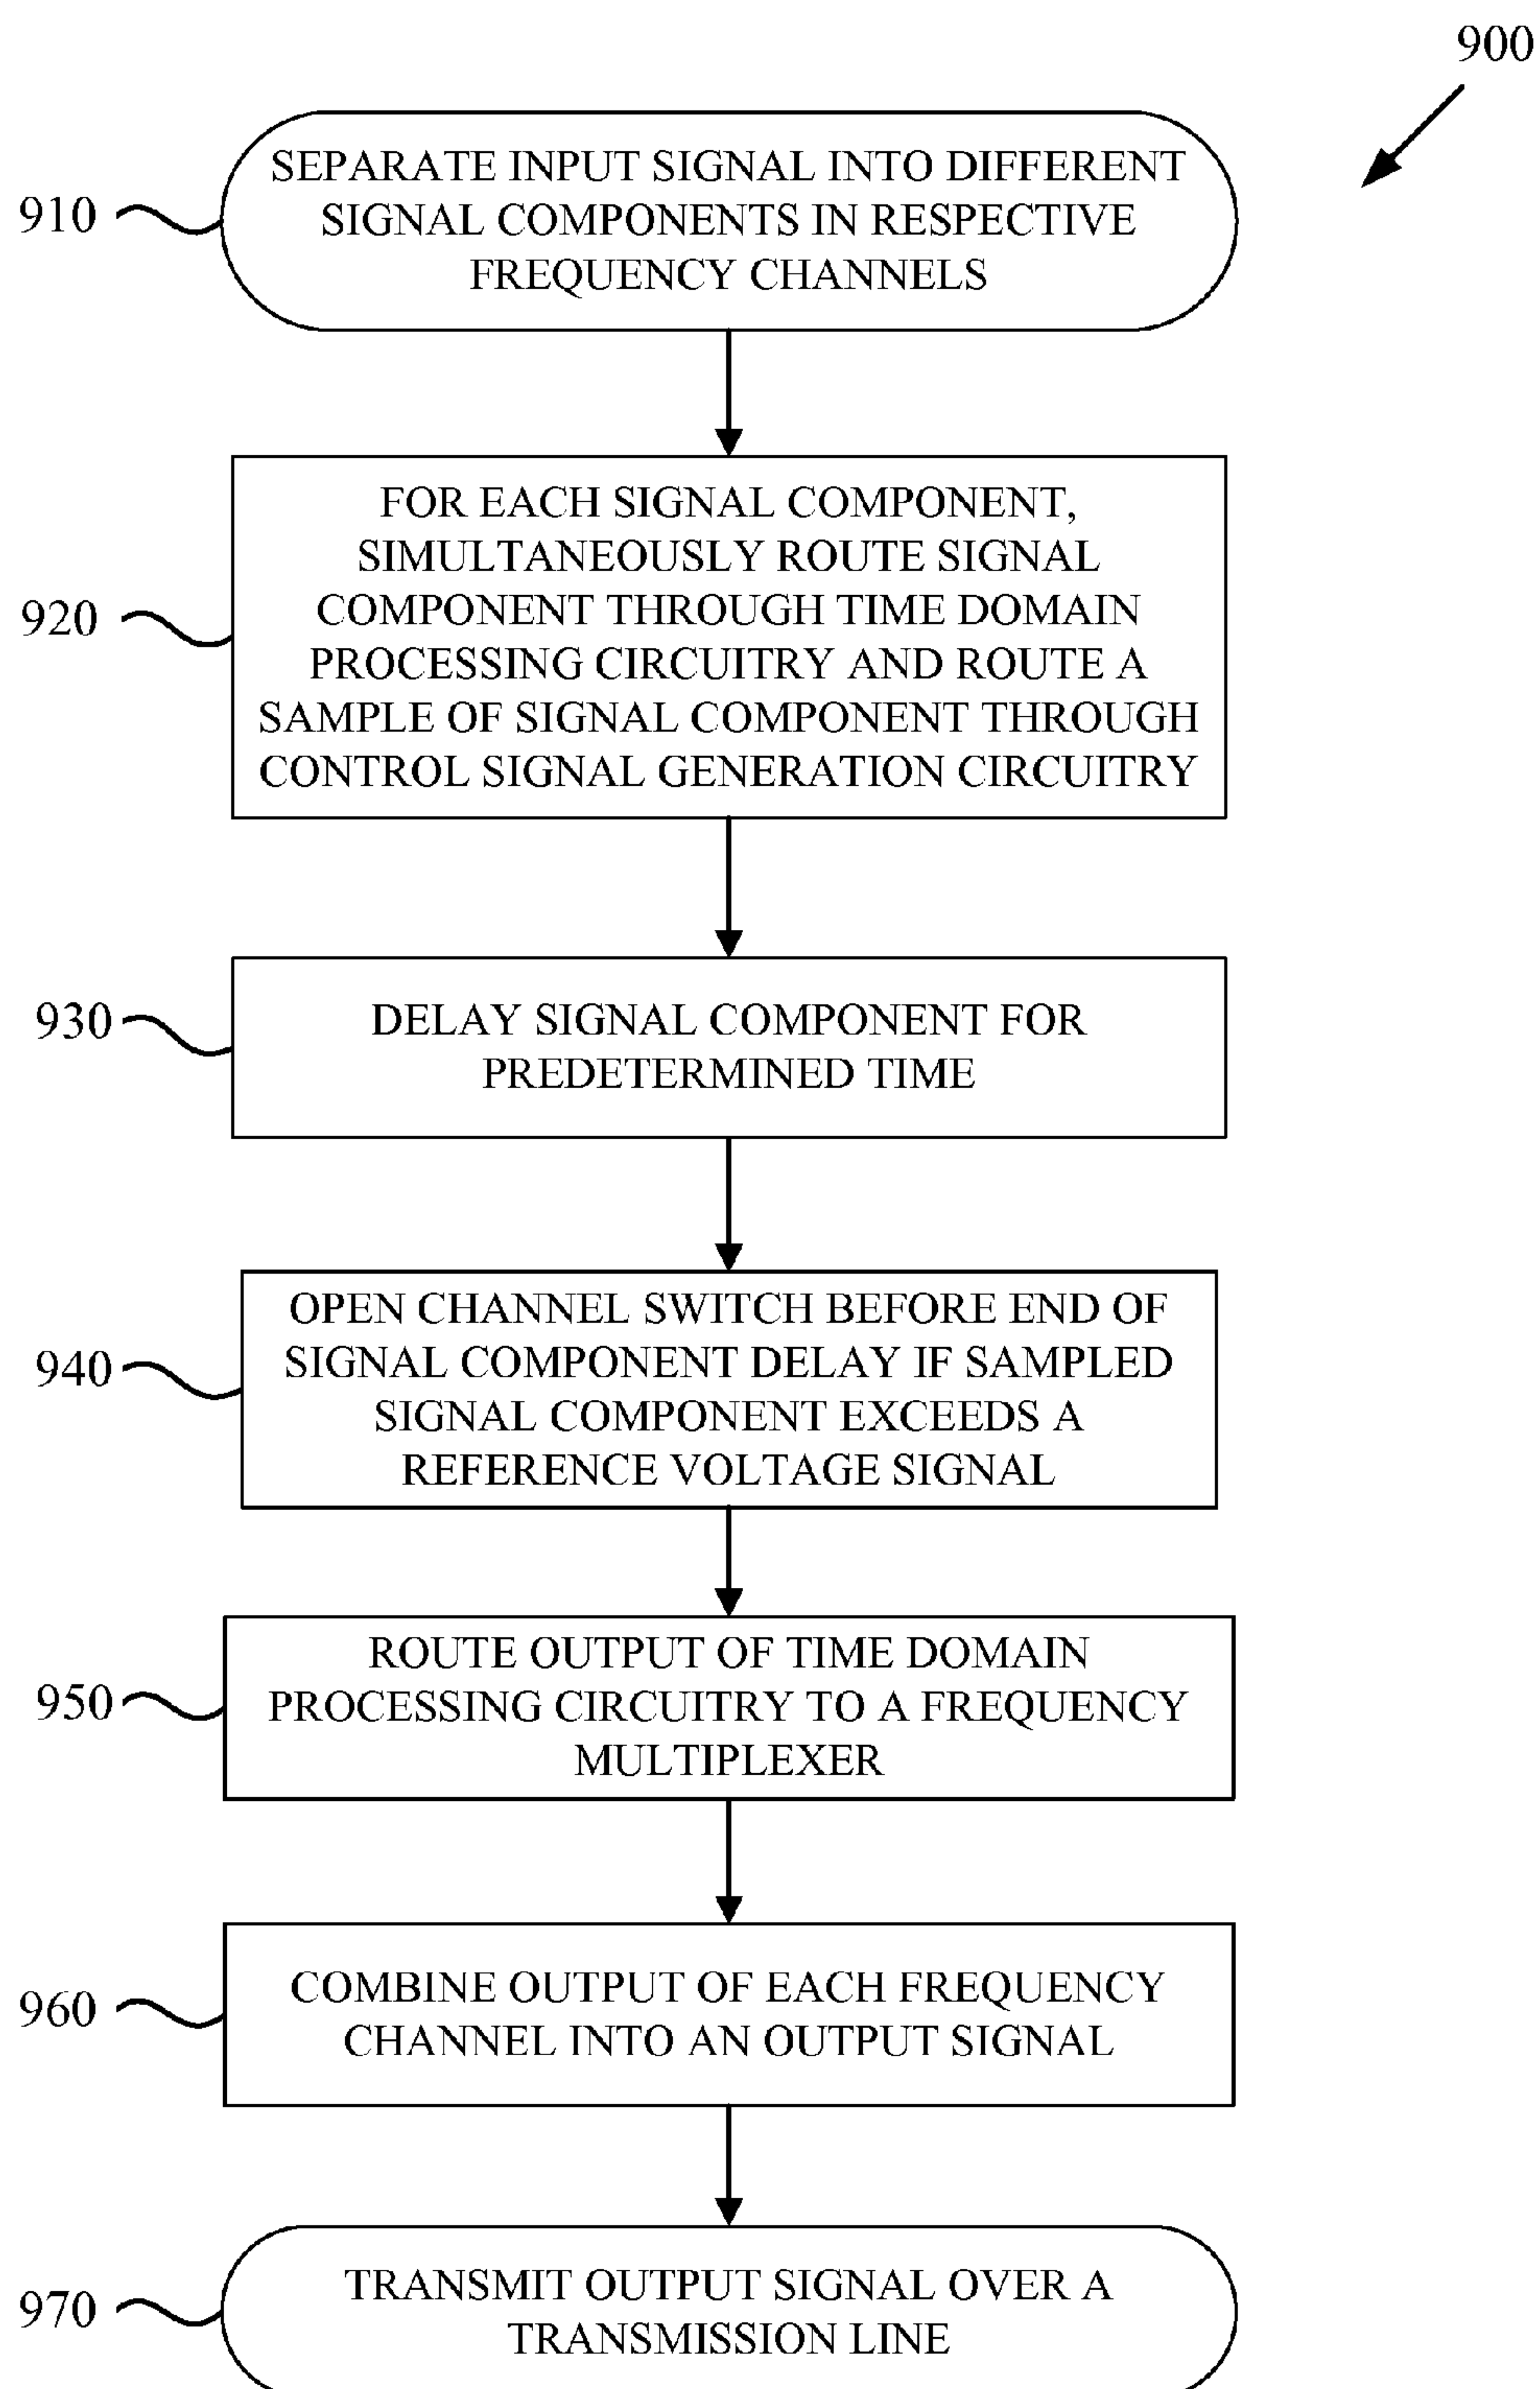 900
910
SEPARATE INPUT SIGNAL INTO DIFFERENT
SIGNAL COMPONENTS IN RESPECTIVE
FREQUENCY CHANNELS
920
FOR EACH SIGNAL COMPONENT,
SIMULTANEOUSLY ROUTE SIGNAL
COMPONENT THROUGH TIME DOMAIN
PROCESSING CIRCUITRY AND ROUTE A
SAMPLE OF SIGNAL COMPONENT THROUGH
CONTROL SIGNAL GENERATION CIRCUITRY
930
DELAY SIGNAL COMPONENT FOR
PREDETERMINED TIME
940
OPEN CHANNEL SWITCH BEFORE END OF
SIGNAL COMPONENT DELAY IF SAMPLED
SIGNAL COMPONENT EXCEEDS A
REFERENCE VOLTAGE SIGNAL
950
ROUTE OUTPUT OF TIME DOMAIN
PROCESSING CIRCUITRY TO A FREQUENCY
MULTIPLEXER
960
COMBINE OUTPUT OF EACH FREQUENCY
CHANNEL INTO AN OUTPUT SIGNAL
970
TRANSMIT OUTPUT SIGNAL OVER A
TRANSMISSION LINE